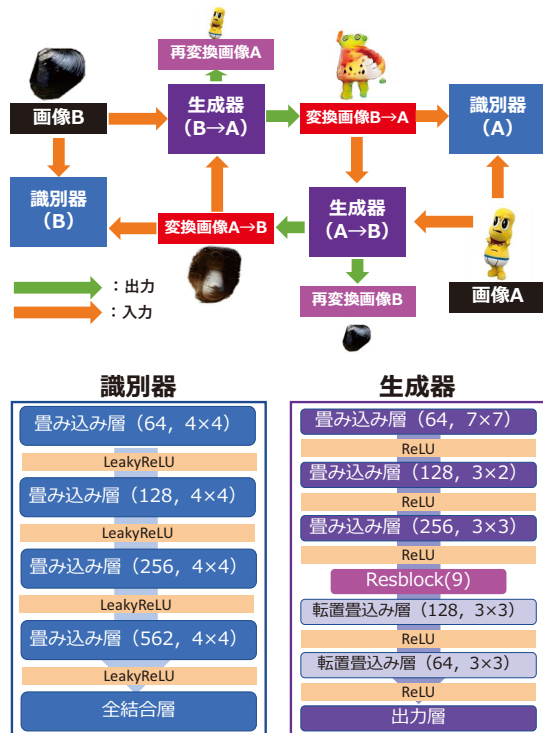 再変換画像A
画像B
生成器
(B→A)
変換画像B→A
識別器
(A)
識別器
(B)
変換画像A→B
生成器
(A→B)
：出力
：入力
再変換画像B
画像A
識別器
畳み込み層（64，4×4）
LeakyReLU
畳み込み層（128，4×4）
LeakyReLU
畳み込み層（256，4×4）
LeakyReLU
畳み込み層（562，4×4）
LeakyReLU
全結合層
生成器
畳み込み層（64，7×7）
ReLU
畳み込み層（128，3×2）
ReLU
畳み込み層（256，3×3）
ReLU
Resblock(9)
転置畳込み層（128，3×3）
ReLU
転置畳込み層（64，3×3）
ReLU
出力層